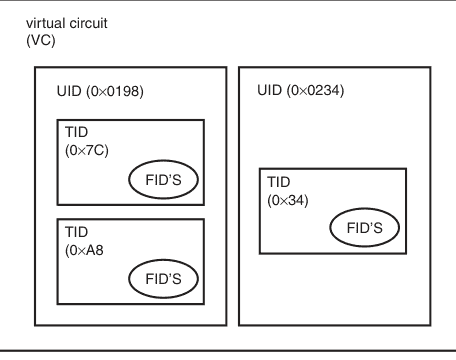 virtual circuit
(VC)
UID (0×0198)
TID
(0×7C)
FID'S
TID
(0×A8
FID'S
UID (0×0234)
TID
(0×34)
FID'S